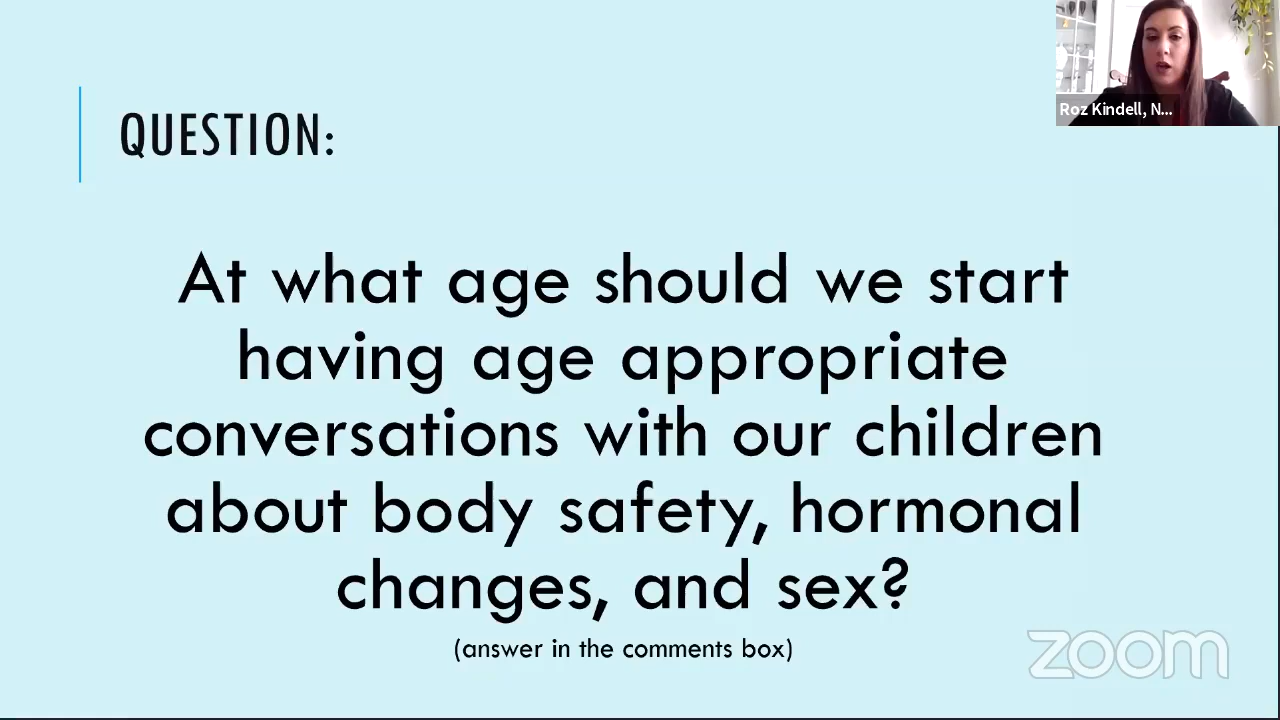 Roz Kindell, N...
QUESTION:
At what age should we start
having age appropriate
conversations with our children
about body safety, hormonal
changes, and sex?
(answer in the comments box)
zoom